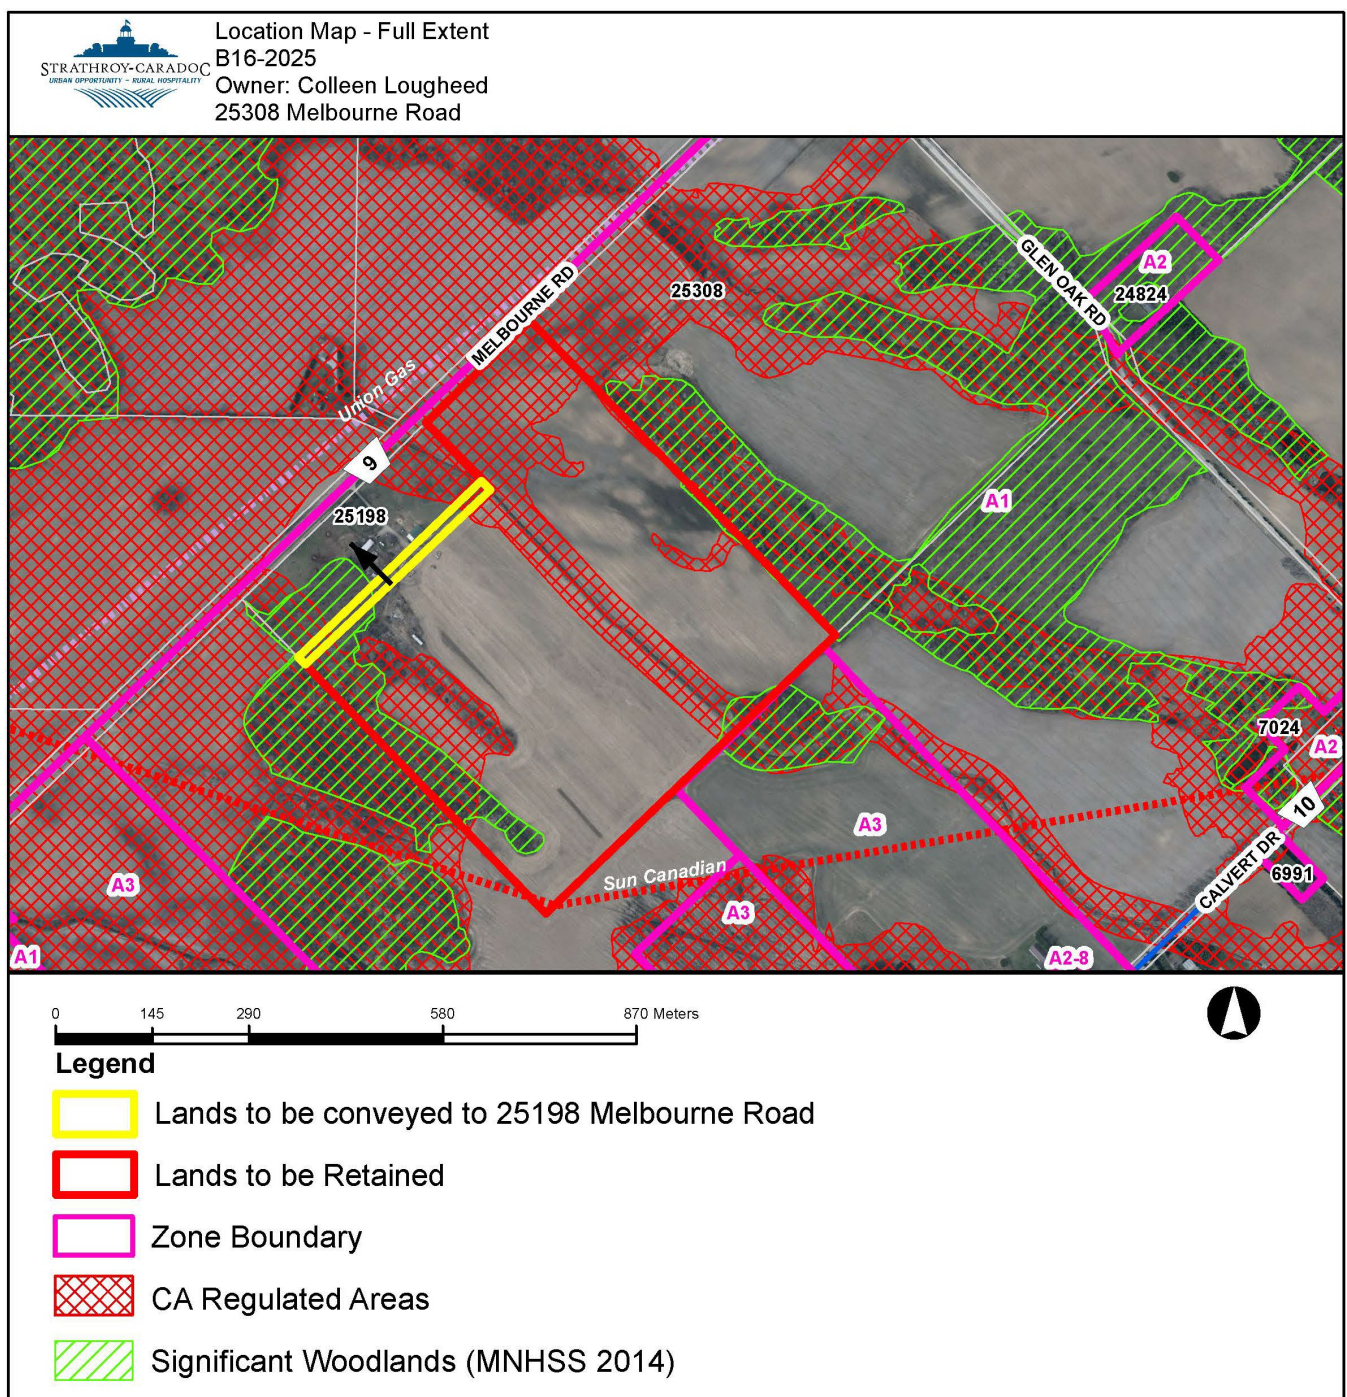 Location Map - Full Extent
STRATHROY-CARADOC
URBAN OPPORTUNITY - RURAL HOSPITALITY
B16-2025
Owner: Colleen Lougheed
25308 Melbourne Road
MELBOURNE RD
25308
GLEN OAK RD
A2
24824
Union Gas
9
25198
A1
7024
A2
10
A3
CALVERT DR
6991
Sun Canadian
A3
A3
A1
A2-8
0 145 290 580 870 Meters
Legend
Lands to be conveyed to 25198 Melbourne Road
Lands to be Retained
Zone Boundary
CA Regulated Areas
Significant Woodlands (MNHSS 2014)